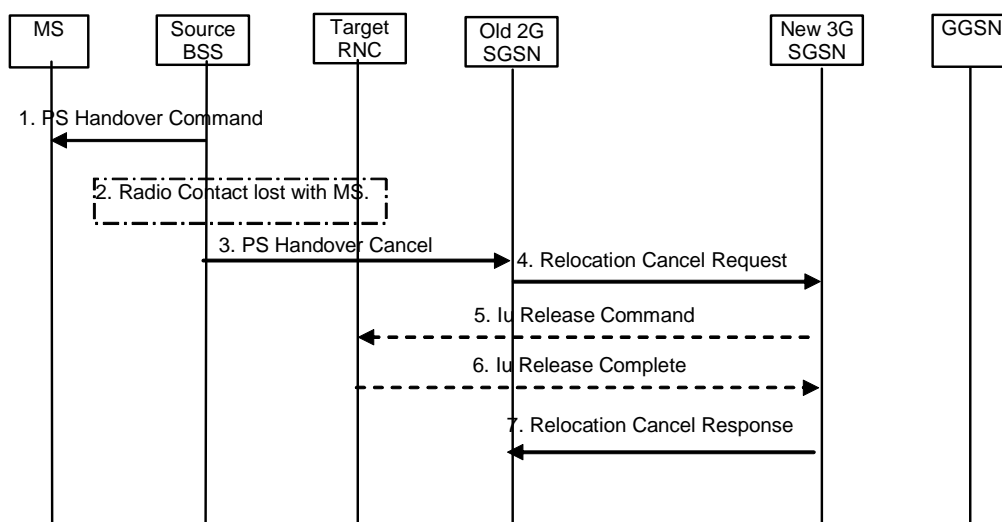 MS
Source
BSS
Target
RNC
Old 2G
SGSN
New 3G
SGSN
GGSN
1. PS Handover Command
2. Radio Contact lost with MS.
3. PS Handover Cancel
4. Relocation Cancel Request
5. Iu Release Command
6. Iu Release Complete
7. Relocation Cancel Response